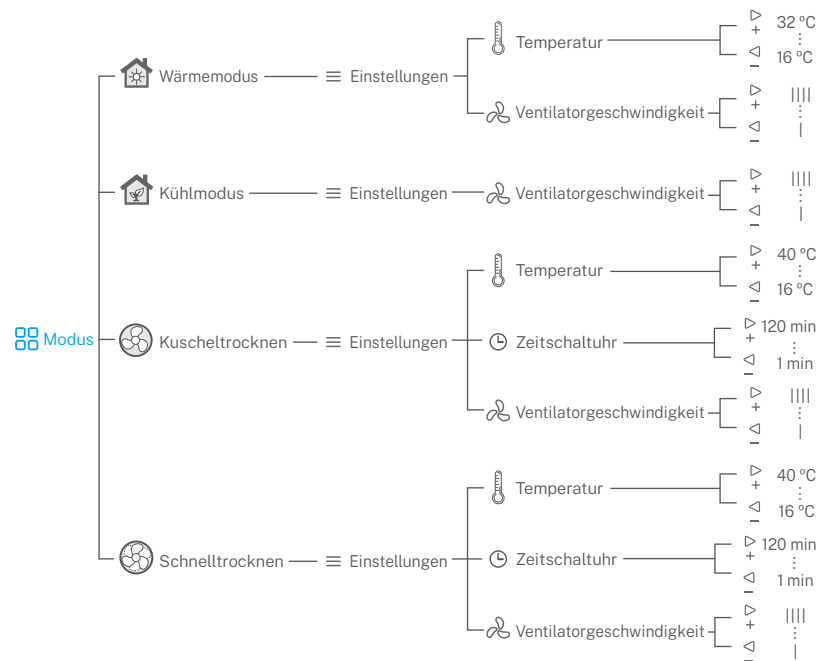 Modus
Wärmemodus
Einstellungen
Temperatur
+
32 ºC
16 ºC
–
Ventilatorgeschwindigkeit
+
||||
|
–
Kühlmodus
Einstellungen
Ventilatorgeschwindigkeit
+
||||
|
–
Kuscheltrocknen
Einstellungen
Temperatur
+
40 ºC
16 ºC
–
Zeitschaltuhr
+
120 min
1 min
–
Ventilatorgeschwindigkeit
+
||||
|
–
Schnelltrocknen
Einstellungen
Temperatur
+
40 ºC
16 ºC
–
Zeitschaltuhr
+
120 min
1 min
–
Ventilatorgeschwindigkeit
+
||||
|
–